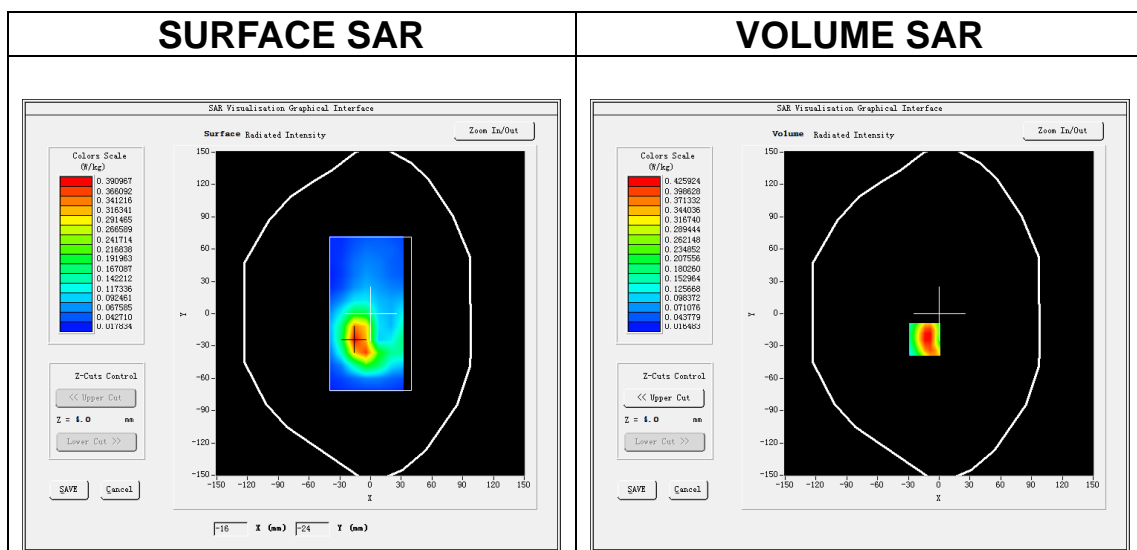 SURFACE SAR
VOLUME SAR
SAR Visualisation Graphical Interface
Surface Radiated Intensity
Zoom In/Out
Colors Scale
(W/kg)
0.390967
0.366092
0.341216
0.316341
0.291465
0.266589
0.241714
0.216838
0.191963
0.167087
0.142212
0.117336
0.092461
0.067585
0.042710
0.017834
150
120
90
60
30
0
-30
-60
-90
-120
-150
Y
-150 -120 -90 -60 -30 0 30 60 90 120 150
X
Z-Cuts Control
<< Upper Cut
Z = 4.0 mm
Lower Cut >>
SAVE Cancel
-16 X (mm) -24 Y (mm)
SAR Visualisation Graphical Interface
Volume Radiated Intensity
Zoom In/Out
Colors Scale
(W/kg)
0.425924
0.398628
0.371332
0.344036
0.316740
0.289444
0.262148
0.234852
0.207556
0.180260
0.152964
0.125668
0.098372
0.071076
0.043779
0.016483
150
120
90
60
30
0
-30
-60
-90
-120
-150
Y
-150 -120 -90 -60 -30 0 30 60 90 120 150
X
Z-Cuts Control
<< Upper Cut
Z = 4.0 mm
Lower Cut >>
SAVE Cancel